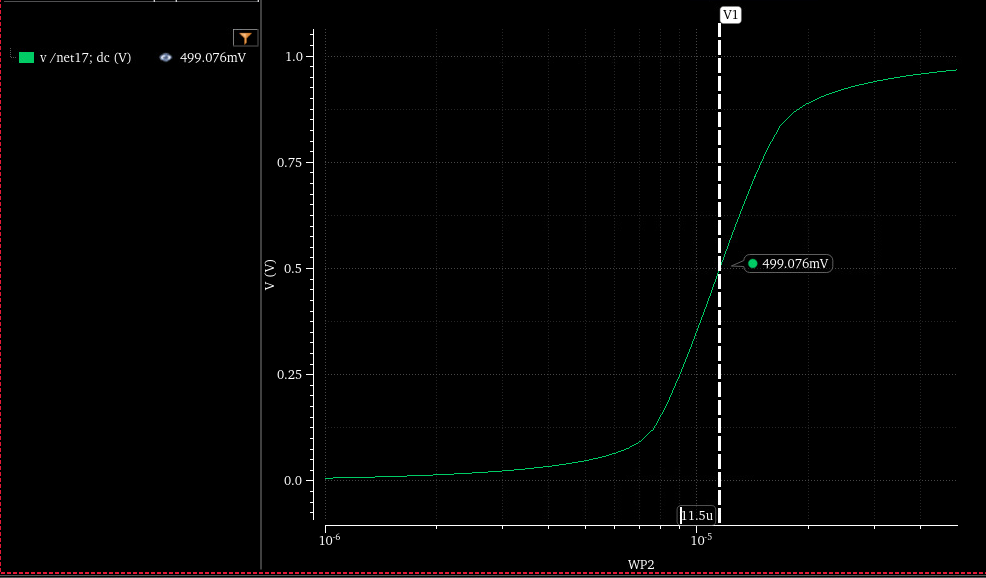 V1
v /net17; dc (V) 499.076mV
1.0
0.75
0.5
0.25
0.0
V (V)
499.076mV
11.5u
10-6
10-5
WP2